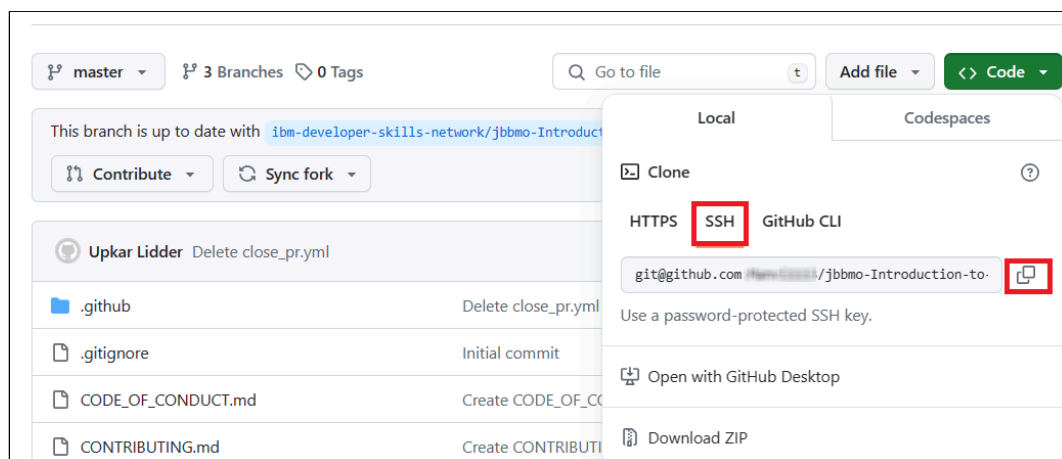 master
3 Branches
0 Tags
Go to file
t
Add file
<> Code
This branch is up to date with ibm-developer-skills-network/jbbmo-Introduct
Contribute
Sync fork
Local
Codespaces
Clone
HTTPS
SSH
GitHub CLI
git@github.com /jbbmo-Introduction-to-
Use a password-protected SSH key.
Open with GitHub Desktop
Download ZIP
Upkar Lidder Delete close_pr.yml
.github Delete close_pr.yml
.gitignore Initial commit
CODE_OF_CONDUCT.md Create CODE_OF_CO
CONTRIBUTING.md Create CONTRIBUTI